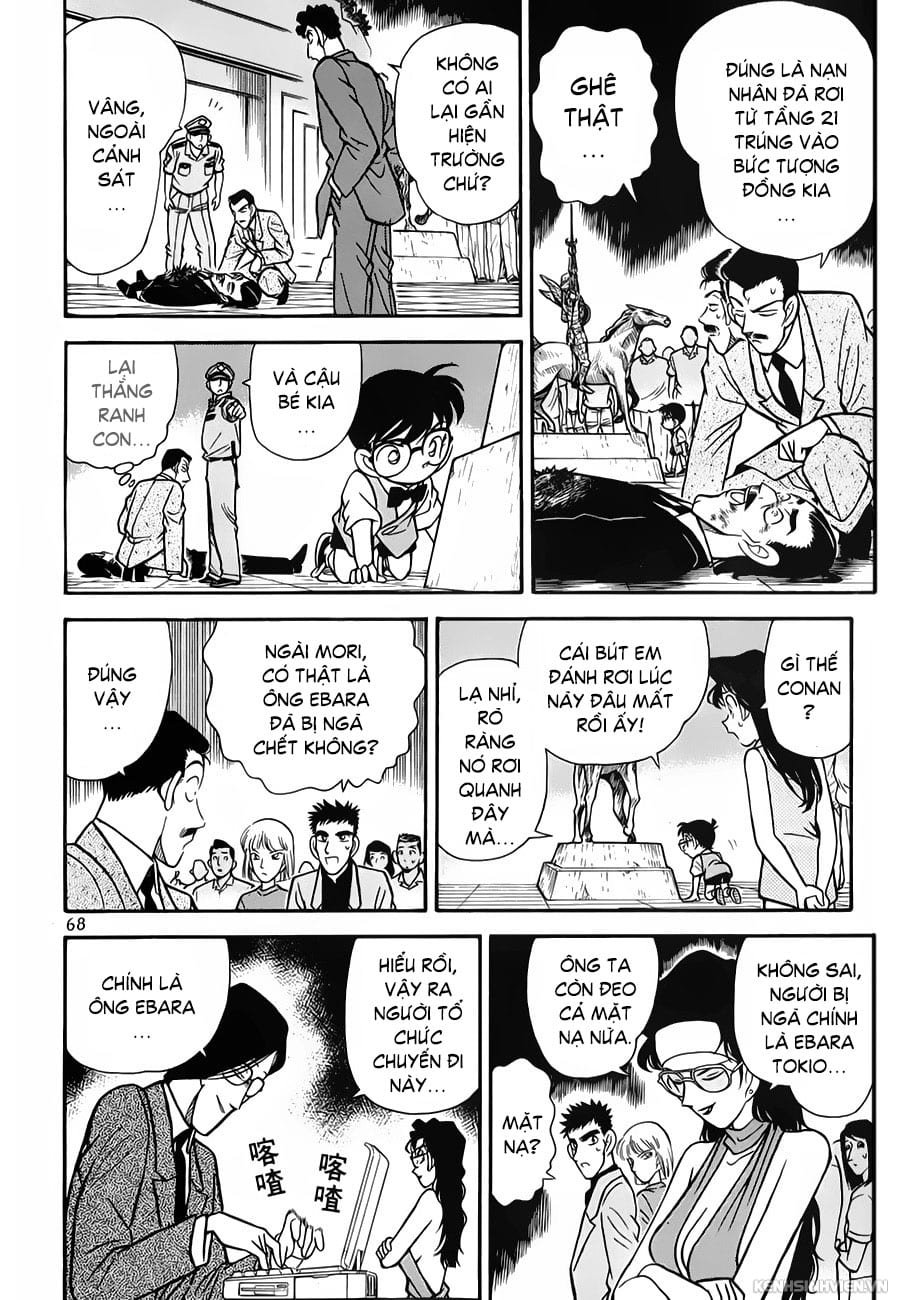 ĐÚNG LÀ NẠN
NHÂN ĐÃ RƠI
TỪ TẦNG 21
TRÚNG VÀO
BỨC TƯỢNG
ĐỒNG KIA
...
GHÊ
THẬT
...
KHÔNG
CÓ AI
LẠI GẦN
HIỆN
TRƯỜNG
CHỨ?
VÂNG,
NGOÀI
CẢNH
SÁT
...
VÀ CẬU
BÉ KIA
LẠI
THẰNG
RANH
CON...
GÌ THẾ
CONAN
?
CÁI BÚT EM
ĐÁNH RƠI LÚC
NÀY ĐÂU MẤT
RỒI ẤY!
LẠ NHỈ,
RÕ
RÀNG
NÓ RƠI
QUANH
ĐÂY
MÀ...
NGÀI MORI,
CÓ THẬT LÀ
ÔNG EBARA
ĐÃ BỊ NGÃ
CHẾT KHÔNG?
ĐÚNG
VẬY
...
68
KHÔNG SAI,
NGƯỜI BỊ
NGÃ CHÍNH
LÀ EBARA
TOKIO...
ÔNG TA
CÒN ĐEO
CẢ MẶT
NẠ NỮA.
MẶT
NẠ?
HIỂU RỒI,
VẬY RA
NGƯỜI TỔ
CHỨC
CHUYẾN ĐI
NÀY...
CHÍNH LÀ
ÔNG EBARA
...
喀喳
喀喳
KENHSINHVIEN.VN